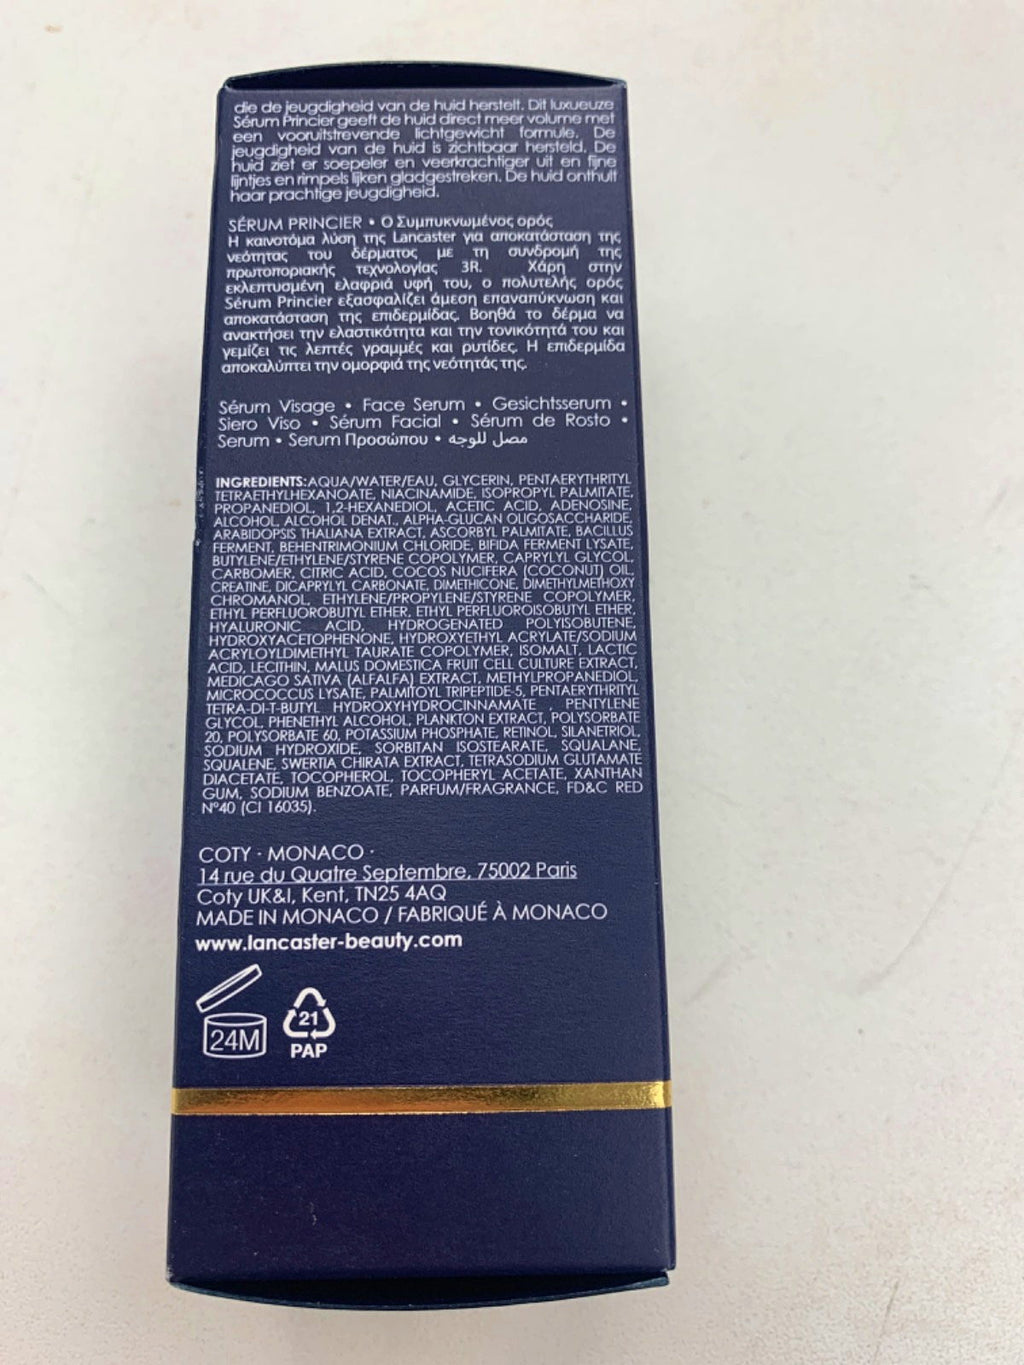 die de jeugdigheid van de huid herstelt. Dit luxueuze
Sérum Princier geeft de huid direct meer volume met
een vooruitstrevende lichtgewicht formule. De
jeugdigheid van de huid is zichtbaar hersteld. De
huid ziet er soepeler en veerkrachtiger uit en fijne
lijntjes en rimpels lijken gladgestreken. De huid onthult
haar prachtige jeugdigheid.
SÉRUM PRINCIER • Ο Συμπυκνωμένος ορός
Η καινοτόμα λύση της Lancaster για αποκατάσταση της
νεότητας του δέρματος με τη συνδρομή της
πρωτοποριακής τεχνολογίας 3R. Χάρη στην
εκλεπτυσμένη ελαφριά υφή του, ο πολυτελής ορός
Sérum Princier εξασφαλίζει άμεση επαναπύκνωση και
αποκατάσταση της επιδερμίδας. Βοηθά το δέρμα να
ανακτήσει την ελαστικότητα και την τονικότητά του και
γεμίζει τις λεπτές γραμμές και ρυτίδες. Η επιδερμίδα
αποκαλύπτει την ομορφιά της νεότητάς της.
Sérum Visage • Face Serum • Gesichtsserum •
Siero Viso • Sérum Facial • Sérum de Rosto •
Serum • Serum Προσώπου • مصل للوجه
INGREDIENTS:AQUA/WATER/EAU, GLYCERIN, PENTAERYTHRITYL
TETRAETHYLHEXANOATE, NIACINAMIDE, ISOPROPYL PALMITATE,
PROPANEDIOL, 1,2-HEXANEDIOL, ACETIC ACID, ADENOSINE,
ALCOHOL, ALCOHOL DENAT., ALPHA-GLUCAN OLIGOSACCHARIDE,
ARABIDOPSIS THALIANA EXTRACT, ASCORBYL PALMITATE, BACILLUS
FERMENT, BEHENTRIMONIUM CHLORIDE, BIFIDA FERMENT LYSATE,
BUTYLENE/ETHYLENE/STYRENE COPOLYMER, CAPRYLYL GLYCOL,
CARBOMER, CITRIC ACID, COCOS NUCIFERA (COCONUT) OIL,
CREATINE, DICAPRYLYL CARBONATE, DIMETHICONE, DIMETHYLMETHOXY
CHROMANOL, ETHYLENE/PROPYLENE/STYRENE COPOLYMER,
ETHYL PERFLUOROBUTYL ETHER, ETHYL PERFLUOROISOBUTYL ETHER,
HYALURONIC ACID, HYDROGENATED POLYISOBUTENE,
HYDROXYACETOPHENONE, HYDROXYETHYL ACRYLATE/SODIUM
ACRYLOYLDIMETHYL TAURATE COPOLYMER, ISOMALT, LACTIC
ACID, LECITHIN, MALUS DOMESTICA FRUIT CELL CULTURE EXTRACT,
MEDICAGO SATIVA (ALFALFA) EXTRACT, METHYLPROPANEDIOL,
MICROCOCCUS LYSATE, PALMITOYL TRIPEPTIDE-5, PENTAERYTHRITYL
TETRA-DI-T-BUTYL HYDROXYHYDROCINNAMATE , PENTYLENE
GLYCOL, PHENETHYL ALCOHOL, PLANKTON EXTRACT, POLYSORBATE
20, POLYSORBATE 60, POTASSIUM PHOSPHATE, RETINOL, SILANETRIOL,
SODIUM HYDROXIDE, SORBITAN ISOSTEARATE, SQUALANE,
SQUALENE, SWERTIA CHIRATA EXTRACT, TETRASODIUM GLUTAMATE
DIACETATE, TOCOPHEROL, TOCOPHERYL ACETATE, XANTHAN
GUM, SODIUM BENZOATE, PARFUM/FRAGRANCE, FD&C RED
N°40 (CI 16035).
COTY · MONACO ·
14 rue du Quatre Septembre, 75002 Paris
Coty UK&I, Kent, TN25 4AQ
MADE IN MONACO / FABRIQUÉ À MONACO
www.lancaster-beauty.com
24M
21
PAP